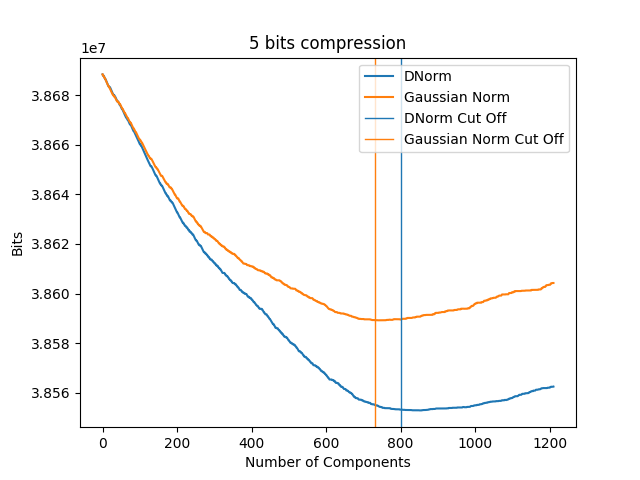 5 bits compression
1e7
3.868
3.866
3.864
3.862
3.860
3.858
3.856
Bits
0 200 400 600 800 1000 1200
Number of Components
DNorm
Gaussian Norm
DNorm Cut Off
Gaussian Norm Cut Off